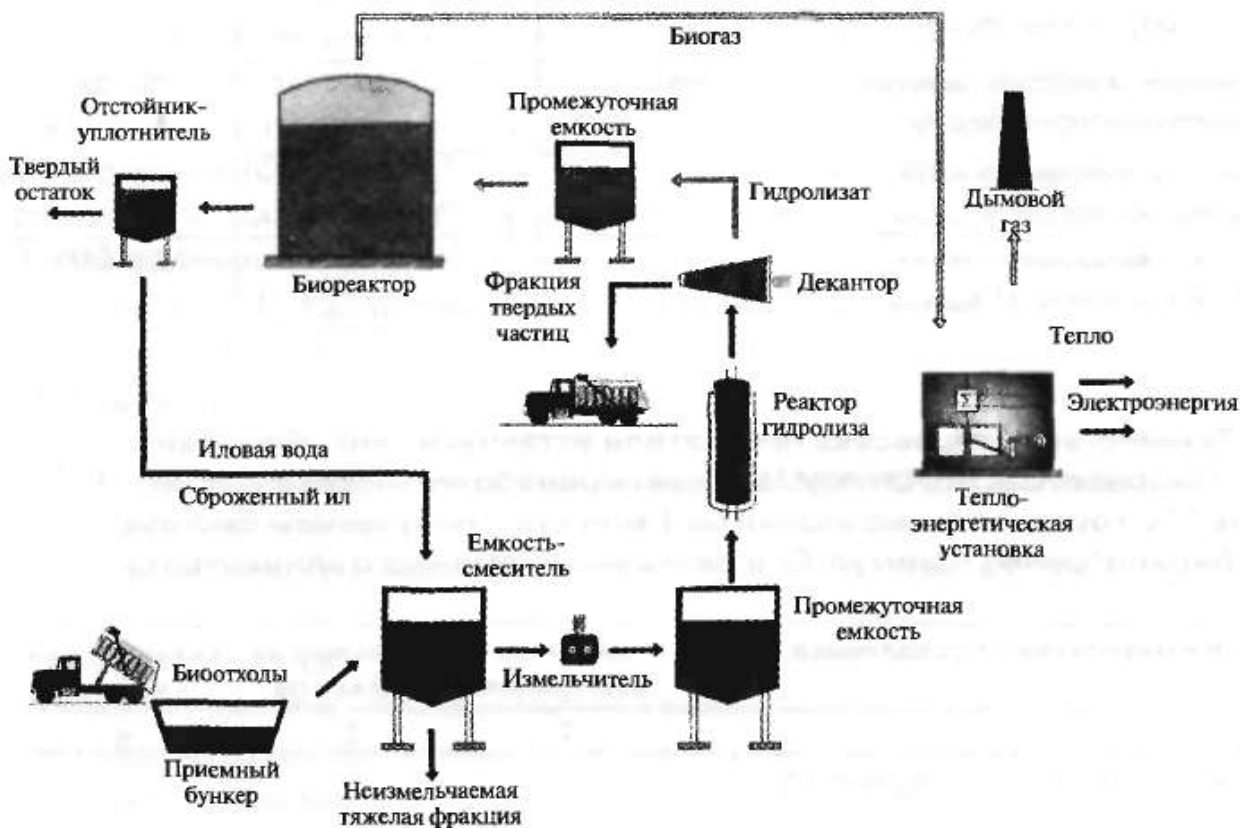 Биогаз
Отстойник-
уплотнитель
Промежуточная
емкость
Твердый
остаток
Гидролизат
Дымовой
газ
Биореактор
Фракция
твердых
частиц
Декантор
Тепло
Электроэнергия
Реактор
гидролиза
Иловая вода
Сброженный ил
Тепло-
энергетическая
установка
Емкость-
смеситель
Промежуточная
емкость
Биоотходы
Измельчитель
Приемный
бункер
Неизмельчаемая
тяжелая фракция